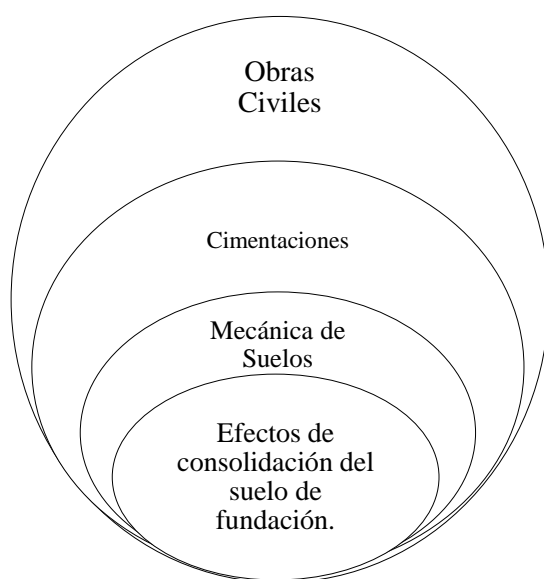 Obras
Civiles
Cimentaciones
Mecánica de
Suelos
Efectos de
consolidación del
suelo de
fundación.